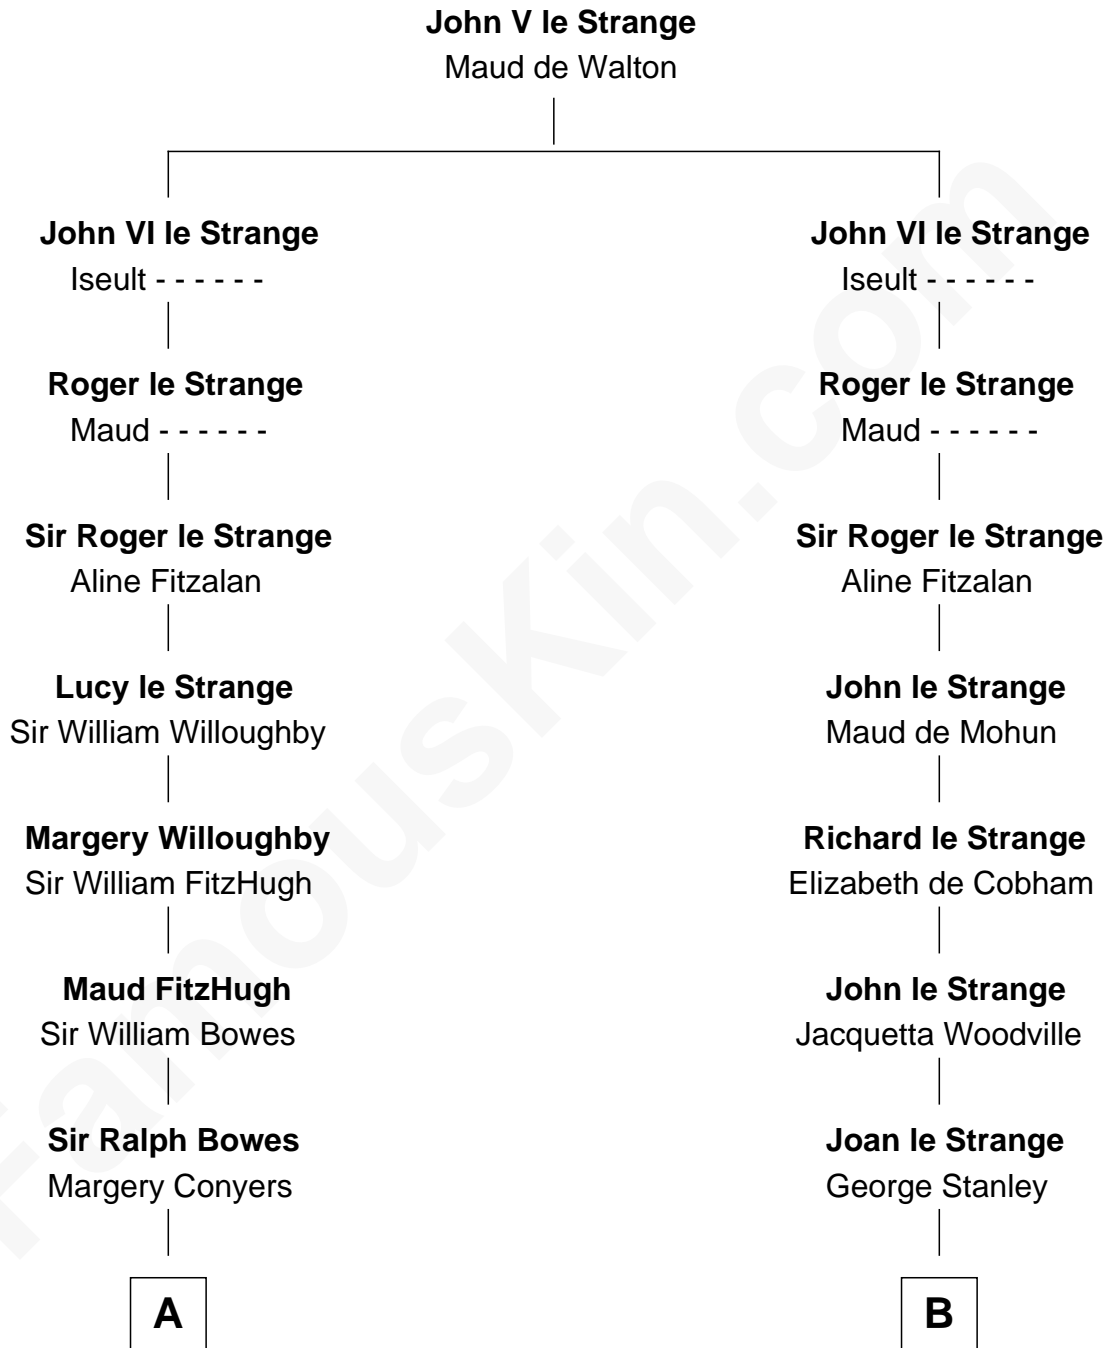 John V le Strange
Maud de Walton
John VI le Strange
Iseult - - - - - -
Roger le Strange
Maud - - - - - -
Sir Roger le Strange
Aline Fitzalan
Lucy le Strange
Sir William Willoughby
Margery Willoughby
Sir William FitzHugh
Maud FitzHugh
Sir William Bowes
Sir Ralph Bowes
Margery Conyers
A
John VI le Strange
Iseult - - - - - -
Roger le Strange
Maud - - - - - -
Sir Roger le Strange
Aline Fitzalan
John le Strange
Maud de Mohun
Richard le Strange
Elizabeth de Cobham
John le Strange
Jacquetta Woodville
Joan le Strange
George Stanley
B
FamousKin.com